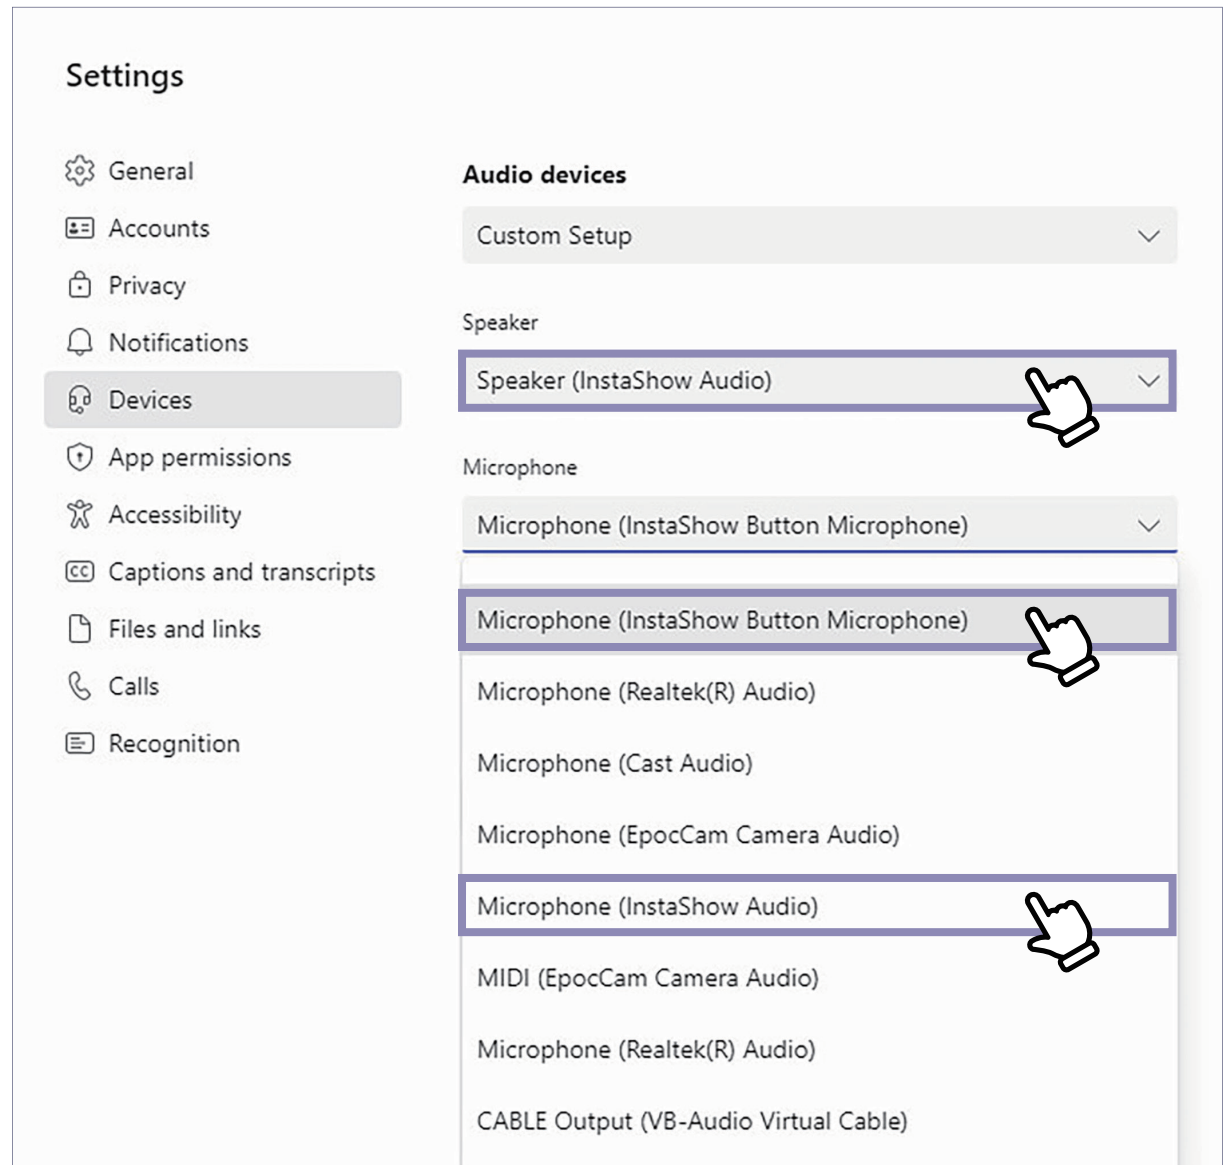 Settings
General
Accounts
Privacy
Notifications
Devices
App permissions
Accessibility
CC Captions and transcripts
Files and links
Calls
Recognition
Audio devices
Custom Setup
Speaker
Speaker (InstaShow Audio)
Microphone
Microphone (InstaShow Button Microphone)
Microphone (InstaShow Button Microphone)
Microphone (Realtek(R) Audio)
Microphone (Cast Audio)
Microphone (EpocCam Camera Audio)
Microphone (InstaShow Audio)
MIDI (EpocCam Camera Audio)
Microphone (Realtek(R) Audio)
CABLE Output (VB-Audio Virtual Cable)